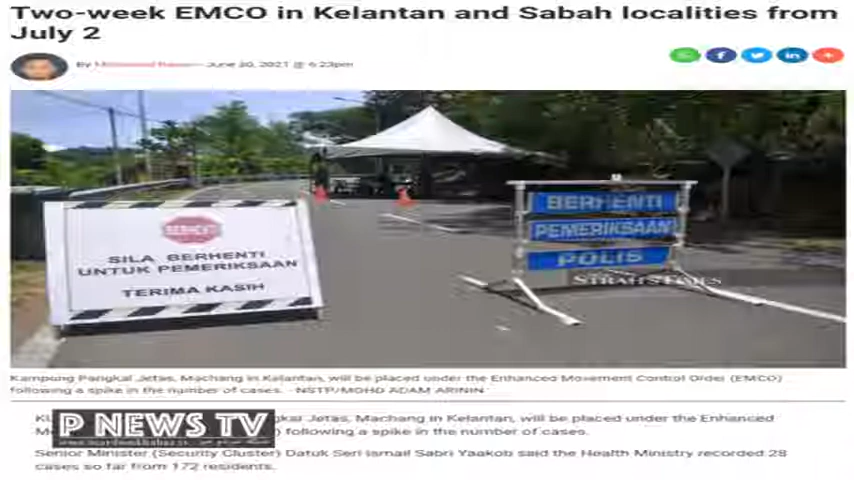 Two-week EMCO in Kelantan and Sabah localities from
July 2
By
June 30, 2021 @ 6:23pm
BERHENTI
SILA BERHENTI
UNTUK PEMERIKSAAN
TERIMA KASIH
BERHENTI
PEMERIKSAAN
POLIS
STRAITS TIMES
Kampung Pangkal Jetas, Machang in Kelantan, will be placed under the Enhanced Movement Control Order (EMCO)
following a spike in the number of cases. -NSTP/MOHD ADAM ARININ
Jetas, Machang in Kelantan, will be placed under the Enhanced
) following a spike in the number of cases.
P NEWS TV
Senior Minister (Security Cluster) Datuk Seri Ismail Sabri Yaakob said the Health Ministry recorded 28
cases so far from 172 residents.